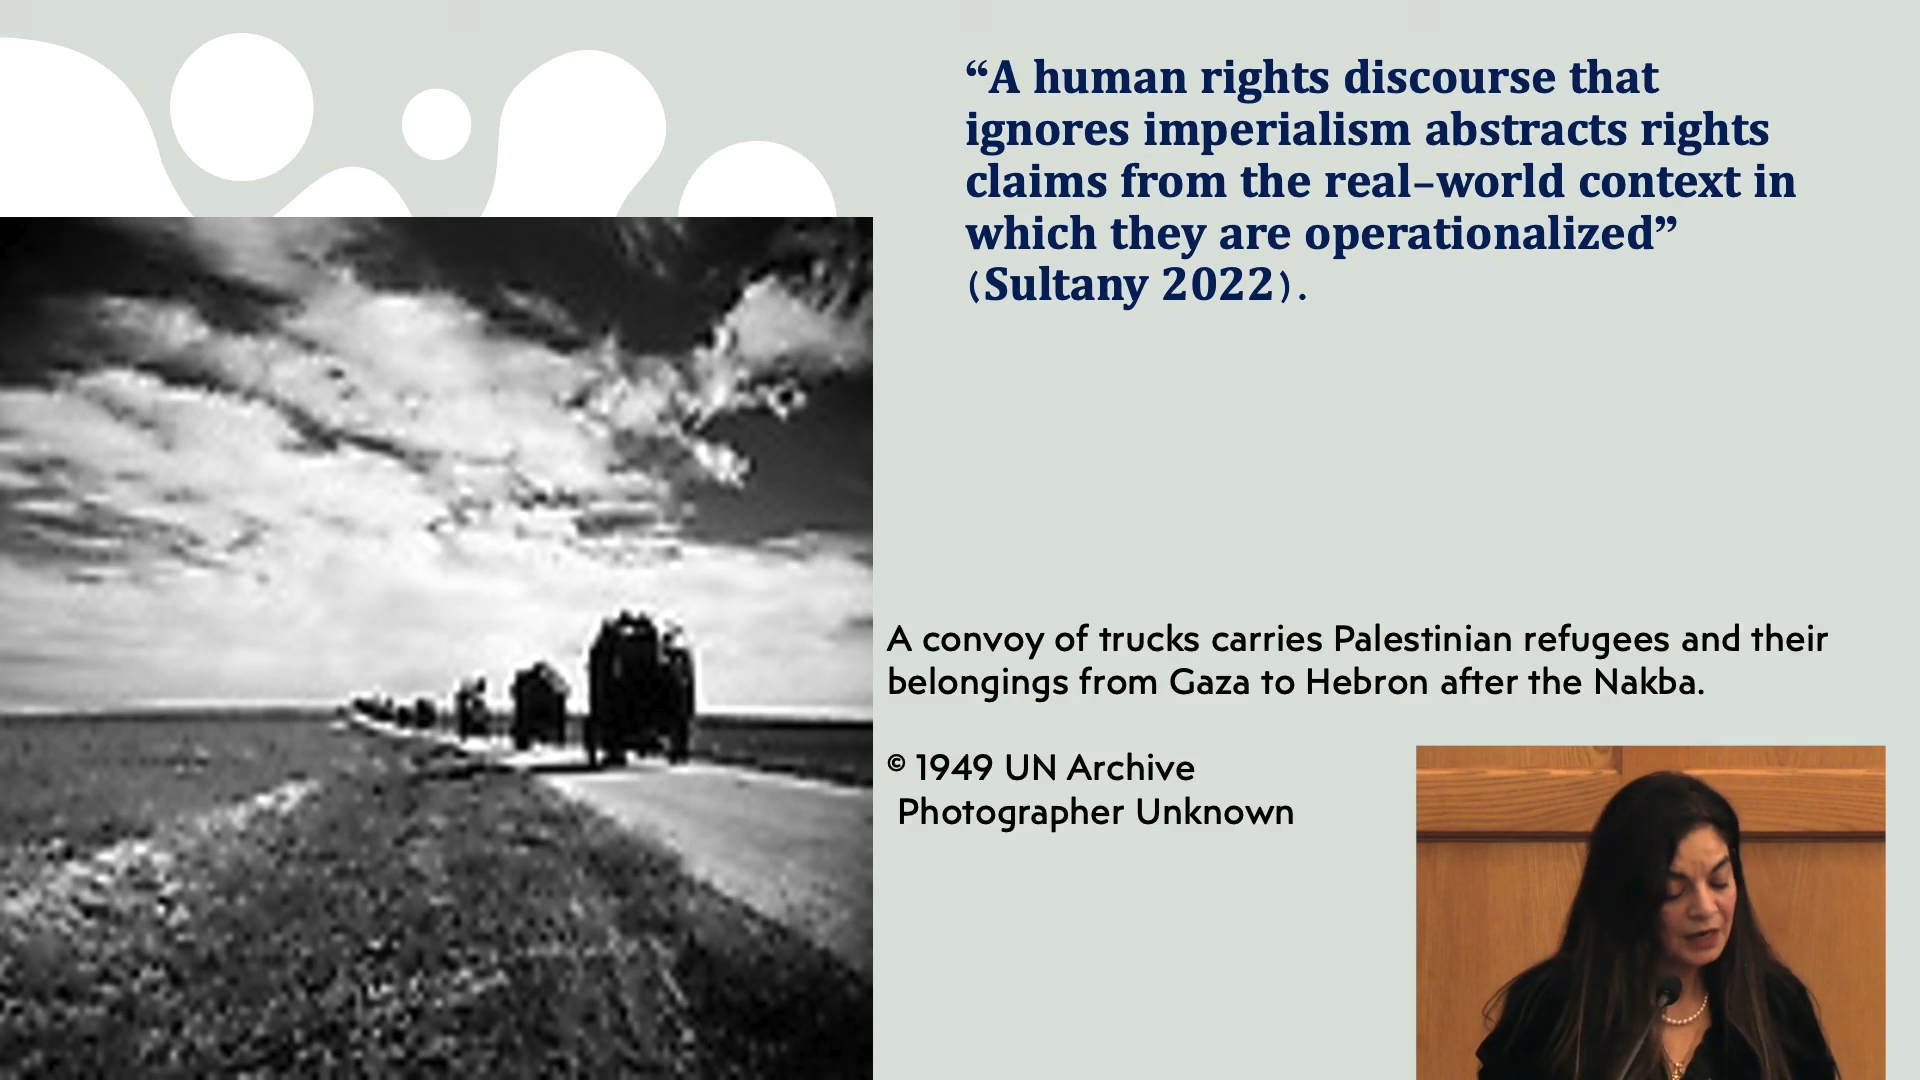 “A human rights discourse that
ignores imperialism abstracts rights
claims from the real–world context in
which they are operationalized”
(Sultany 2022).
A convoy of trucks carries Palestinian refugees and their
belongings from Gaza to Hebron after the Nakba.
© 1949 UN Archive
Photographer Unknown